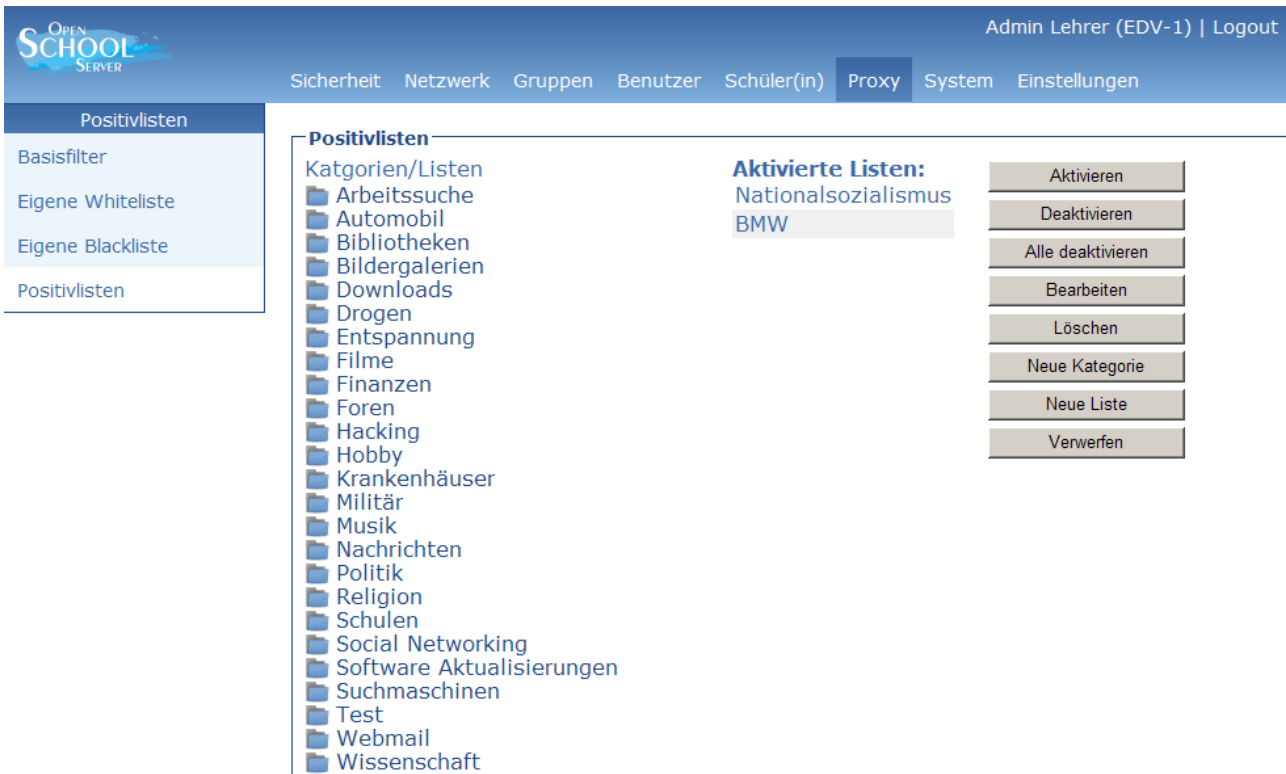 OPEN
SCHOOL
SERVER
Admin Lehrer (EDV-1) | Logout
Sicherheit Netzwerk Gruppen Benutzer Schüler(in) Proxy System Einstellungen
Positivlisten
Basisfilter
Eigene Whiteliste
Eigene Blackliste
Positivlisten
Positivlisten
Katgorien/Listen
Arbeitssuche
Automobil
Bibliotheken
Bildergalerien
Downloads
Drogen
Entspannung
Filme
Finanzen
Foren
Hacking
Hobby
Krankenhäuser
Militär
Musik
Nachrichten
Politik
Religion
Schulen
Social Networking
Software Aktualisierungen
Suchmaschinen
Test
Webmail
Wissenschaft
Aktivierte Listen:
Nationalsozialismus
BMW
Aktivieren
Deaktivieren
Alle deaktivieren
Bearbeiten
Löschen
Neue Kategorie
Neue Liste
Verwerfen